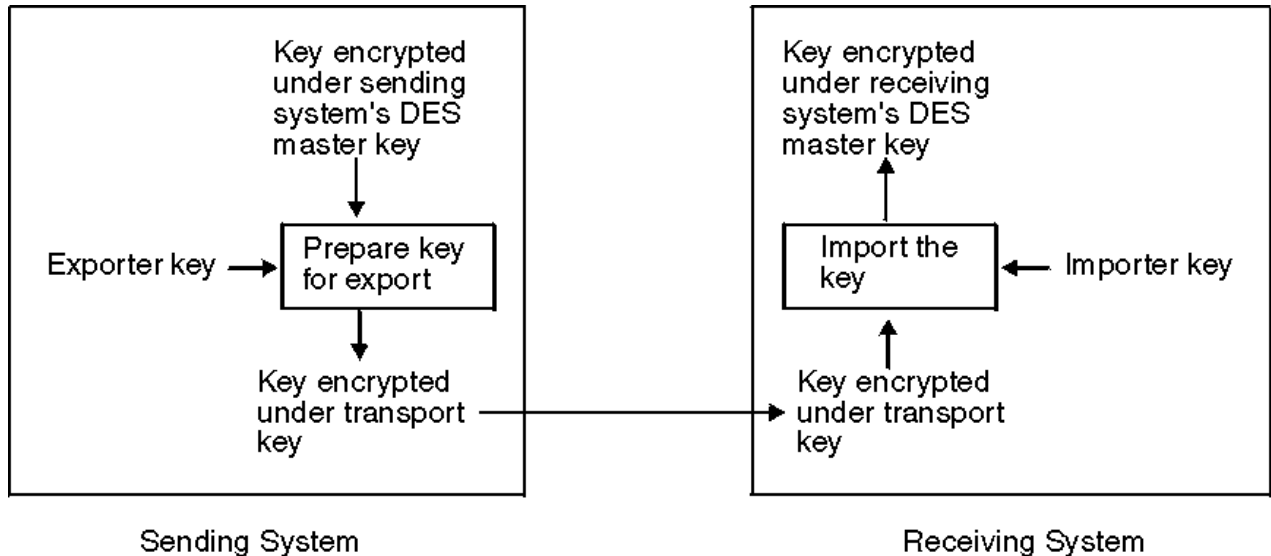 Key encrypted
under sending
system's DES
master key
Exporter key
Prepare key
for export
Key encrypted
under transport
key
Sending System
Key encrypted
under receiving
system's DES
master key
Import the
key
Importer key
Key encrypted
under transport
key
Receiving System